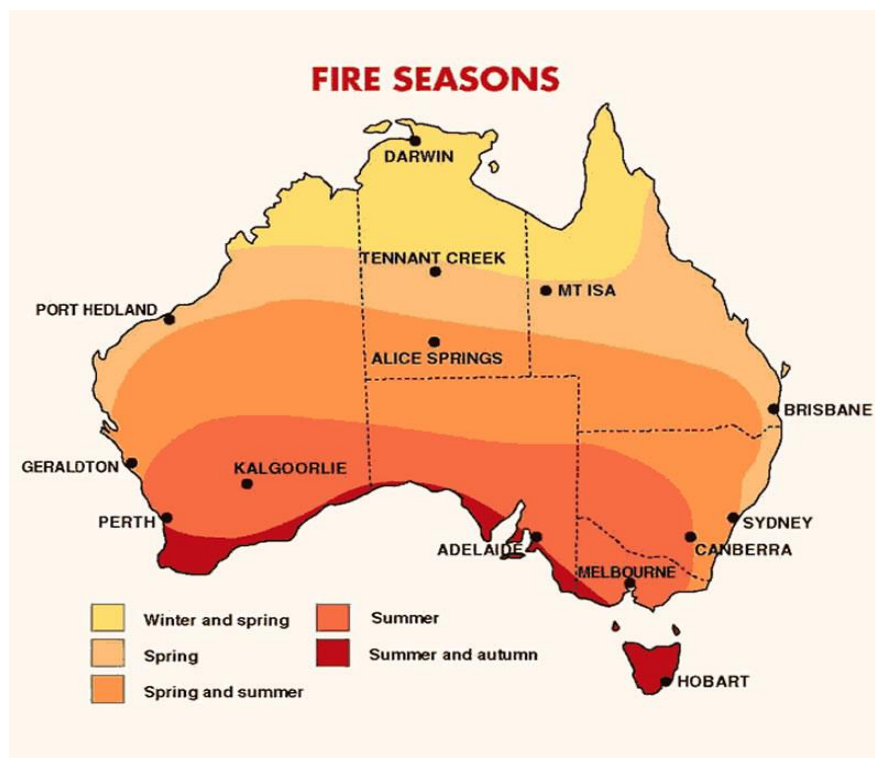 FIRE SEASONS
DARWIN
TENNANT CREEK
MT ISA
PORT HEDLAND
ALICE SPRINGS
BRISBANE
GERALDTON
KALGOORLIE
PERTH
SYDNEY
ADELAIDE
CANBERRA
MELBOURNE
Winter and spring
Summer
Spring
Summer and autumn
Spring and summer
HOBART